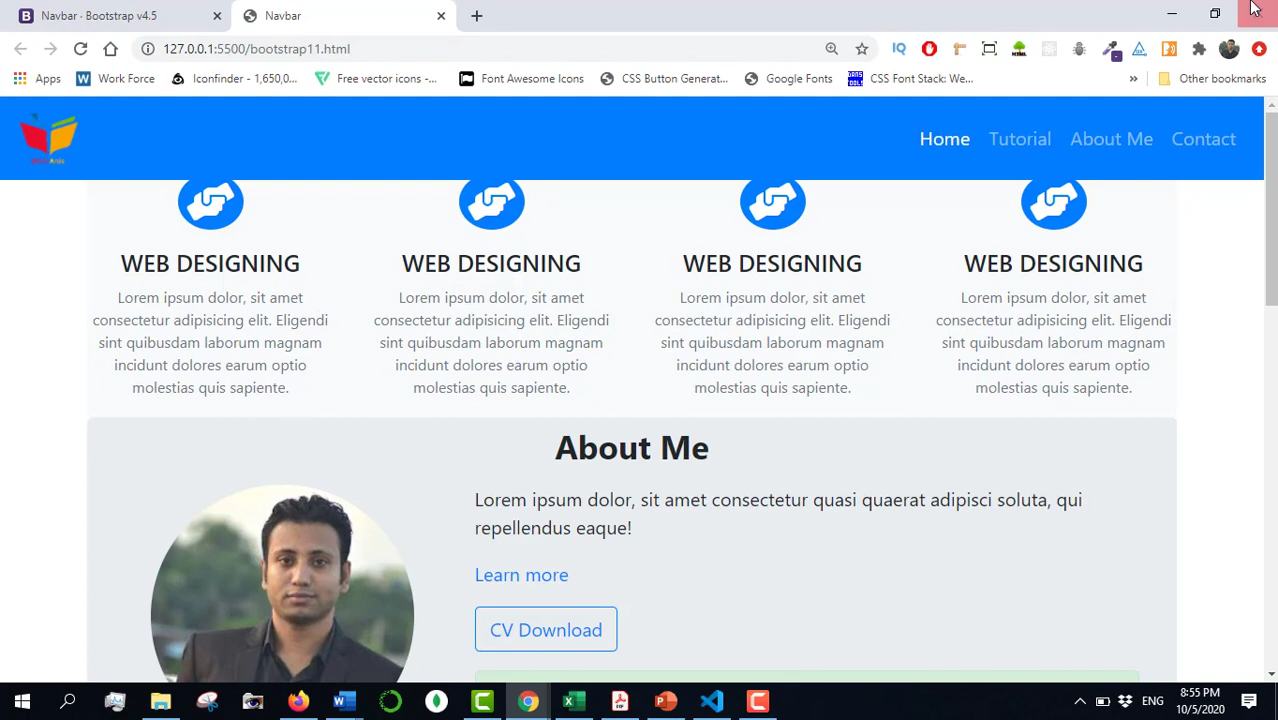 Navbar · Bootstrap v4.5
Navbar
127.0.0.1:5500/bootstrap11.html
IQ
Apps
Work Force
Iconfinder - 1,650,0...
Free vector icons -...
Font Awesome Icons
CSS Button Generat...
Google Fonts
CSS Font Stack: We...
»
Other bookmarks
Home
Tutorial
About Me
Contact
WEB DESIGNING
WEB DESIGNING
WEB DESIGNING
WEB DESIGNING
Lorem ipsum dolor, sit amet
consectetur adipisicing elit. Eligendi
sint quibusdam laborum magnam
incidunt dolores earum optio
molestias quis sapiente.
Lorem ipsum dolor, sit amet
consectetur adipisicing elit. Eligendi
sint quibusdam laborum magnam
incidunt dolores earum optio
molestias quis sapiente.
Lorem ipsum dolor, sit amet
consectetur adipisicing elit. Eligendi
sint quibusdam laborum magnam
incidunt dolores earum optio
molestias quis sapiente.
Lorem ipsum dolor, sit amet
consectetur adipisicing elit. Eligendi
sint quibusdam laborum magnam
incidunt dolores earum optio
molestias quis sapiente.
About Me
Lorem ipsum dolor, sit amet consectetur quasi quaerat adipisci soluta, qui
repellendus eaque!
Learn more
CV Download
ENG
8:55 PM
10/5/2020